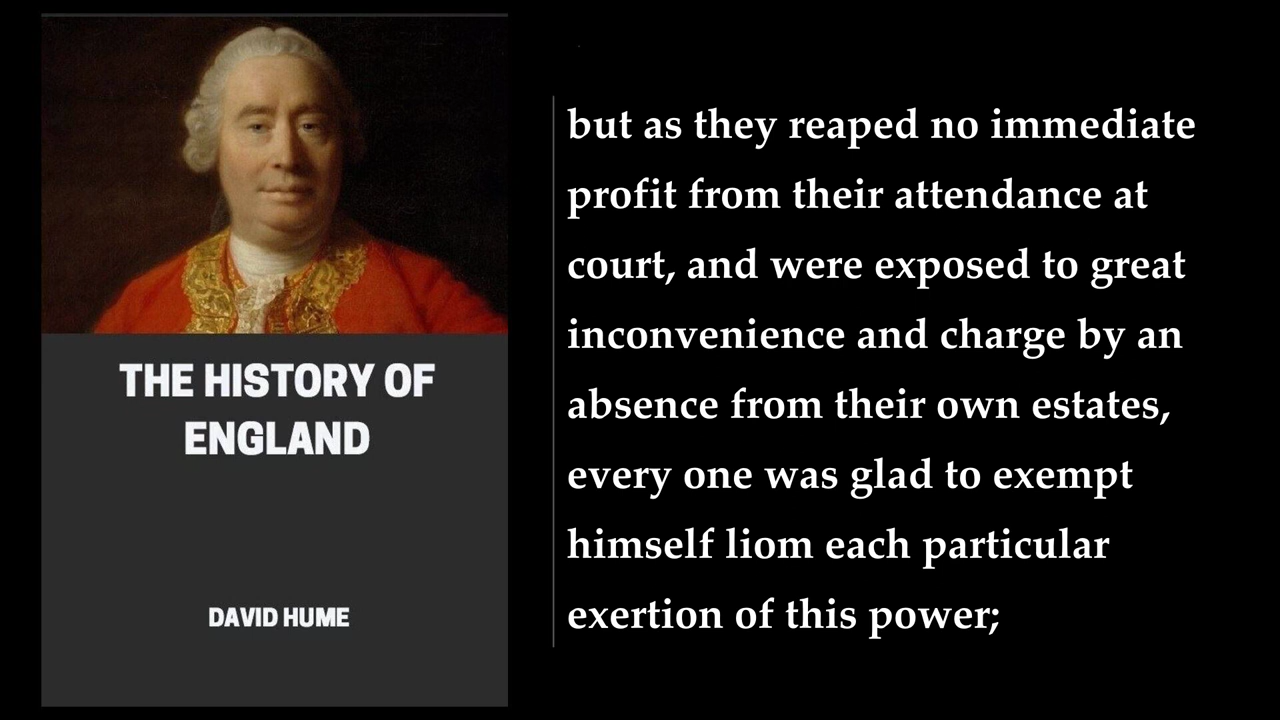 THE HISTORY OF
ENGLAND
DAVID HUME
but as they reaped no immediate
profit from their attendance at
court, and were exposed to great
inconvenience and charge by an
absence from their own estates,
every one was glad to exempt
himself liom each particular
exertion of this power;